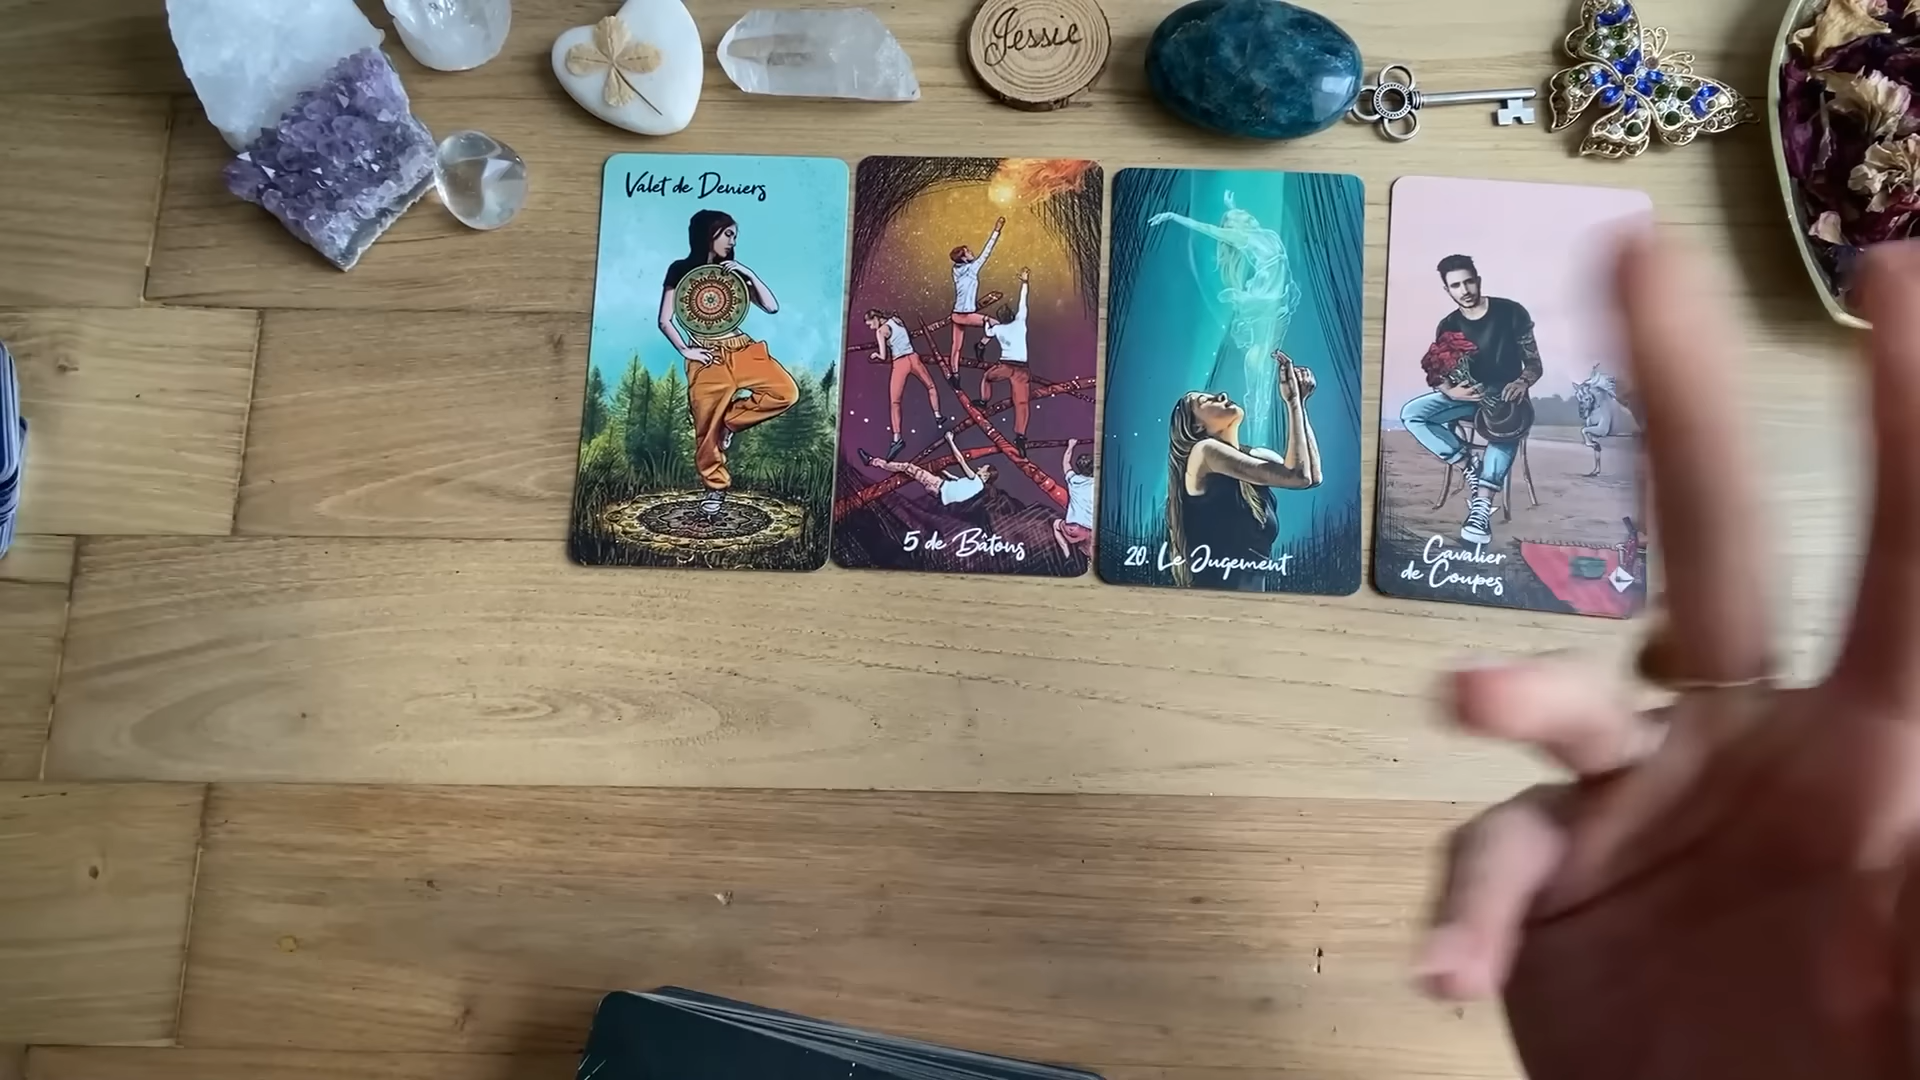 Jessie
Valet de Deniers
5 de Bâtons
20. Le Jugement
Cavalier
de Coupes